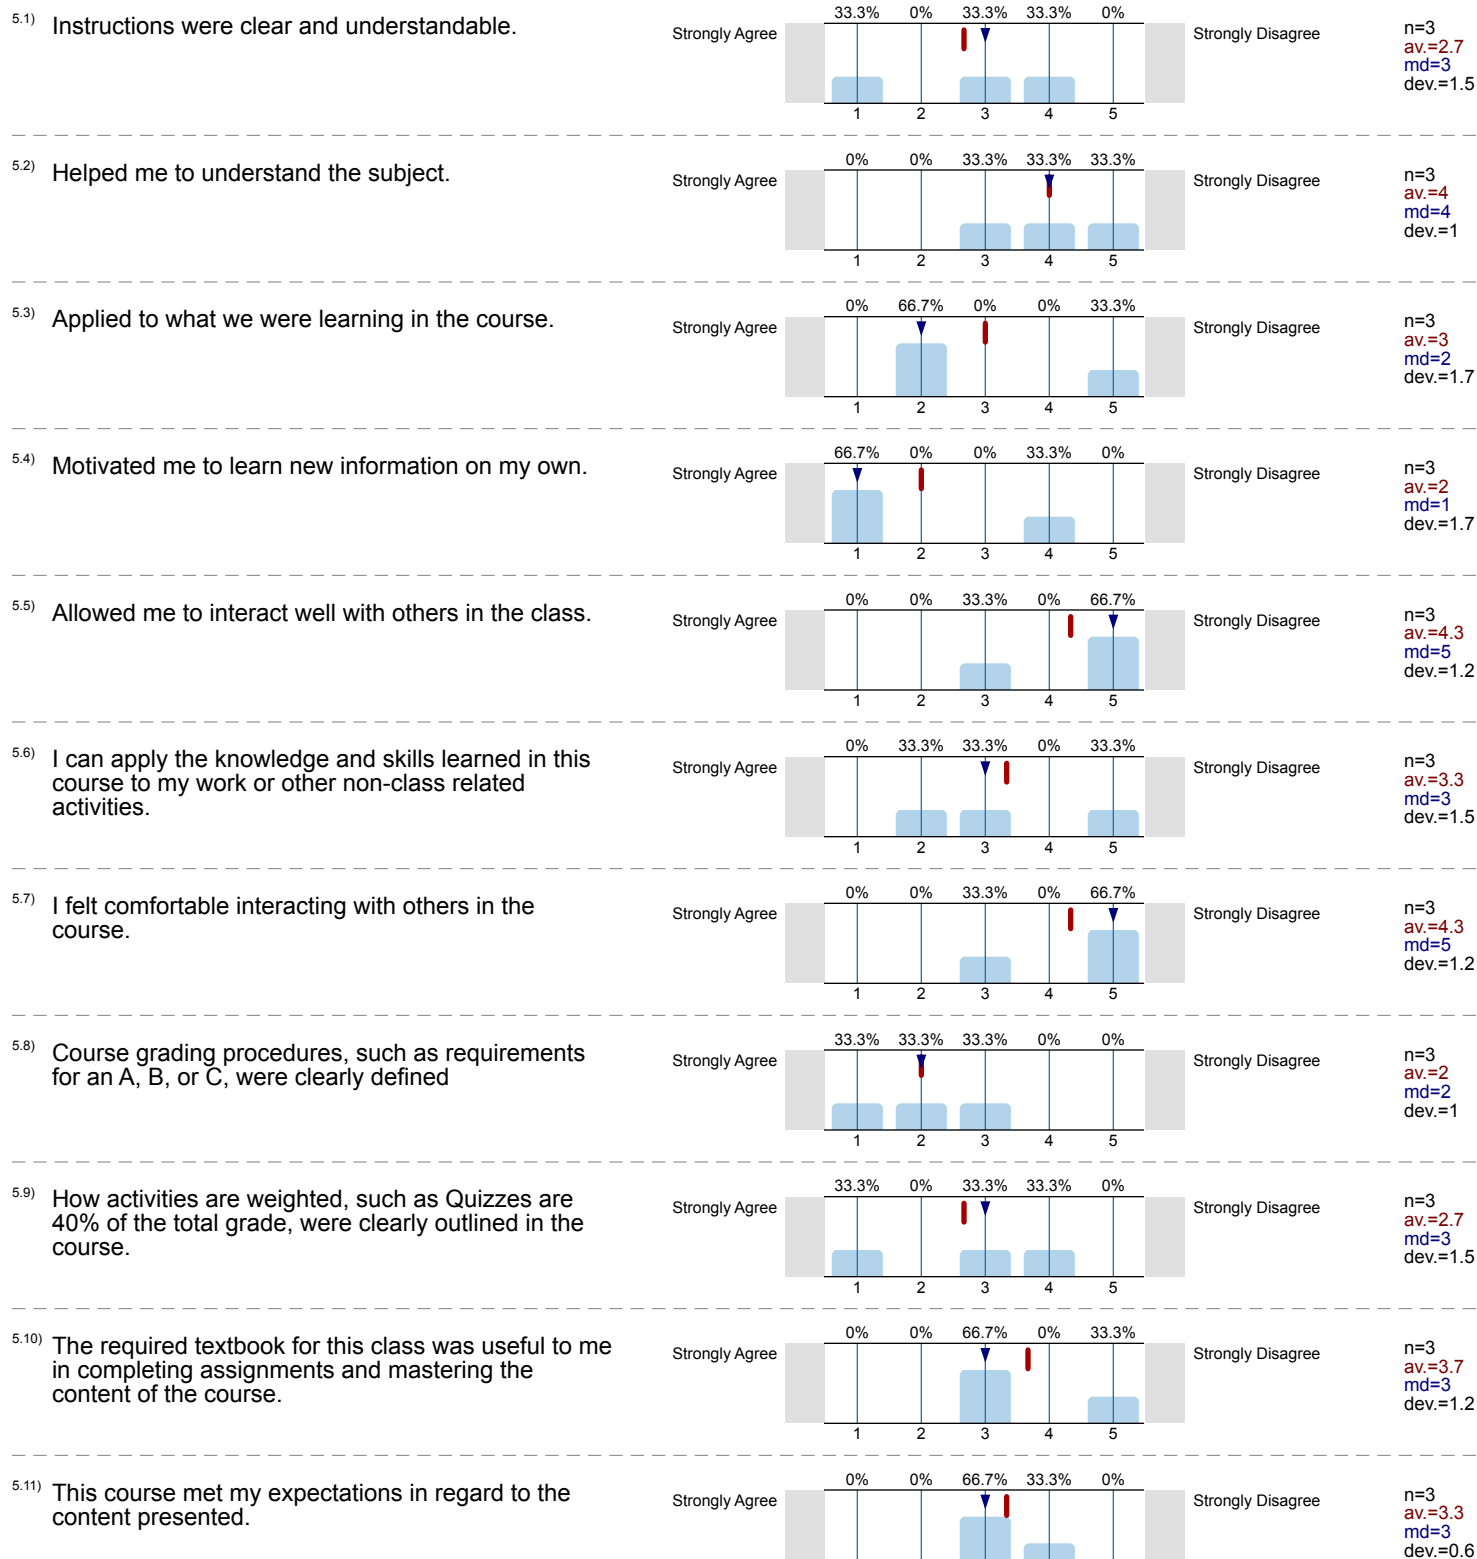 5.1) Instructions were clear and understandable.
33.3% 0% 33.3% 33.3% 0%
Strongly Agree
Strongly Disagree
n=3
av.=2.7
md=3
dev.=1.5
1 2 3 4 5
5.2) Helped me to understand the subject.
0% 0% 33.3% 33.3% 33.3%
Strongly Agree
Strongly Disagree
n=3
av.=4
md=4
dev.=1
1 2 3 4 5
5.3) Applied to what we were learning in the course.
0% 66.7% 0% 0% 33.3%
Strongly Agree
Strongly Disagree
n=3
av.=3
md=2
dev.=1.7
1 2 3 4 5
5.4) Motivated me to learn new information on my own.
66.7% 0% 0% 33.3% 0%
Strongly Agree
Strongly Disagree
n=3
av.=2
md=1
dev.=1.7
1 2 3 4 5
5.5) Allowed me to interact well with others in the class.
0% 0% 33.3% 0% 66.7%
Strongly Agree
Strongly Disagree
n=3
av.=4.3
md=5
dev.=1.2
1 2 3 4 5
5.6) I can apply the knowledge and skills learned in this
course to my work or other non-class related
activities.
0% 33.3% 33.3% 0% 33.3%
Strongly Agree
Strongly Disagree
n=3
av.=3.3
md=3
dev.=1.5
1 2 3 4 5
5.7) I felt comfortable interacting with others in the
course.
0% 0% 33.3% 0% 66.7%
Strongly Agree
Strongly Disagree
n=3
av.=4.3
md=5
dev.=1.2
1 2 3 4 5
5.8) Course grading procedures, such as requirements
for an A, B, or C, were clearly defined
33.3% 33.3% 33.3% 0% 0%
Strongly Agree
Strongly Disagree
n=3
av.=2
md=2
dev.=1
1 2 3 4 5
5.9) How activities are weighted, such as Quizzes are
40% of the total grade, were clearly outlined in the
course.
33.3% 0% 33.3% 33.3% 0%
Strongly Agree
Strongly Disagree
n=3
av.=2.7
md=3
dev.=1.5
1 2 3 4 5
5.10) The required textbook for this class was useful to me
in completing assignments and mastering the
content of the course.
0% 0% 66.7% 0% 33.3%
Strongly Agree
Strongly Disagree
n=3
av.=3.7
md=3
dev.=1.2
1 2 3 4 5
5.11) This course met my expectations in regard to the
content presented.
0% 0% 66.7% 33.3% 0%
Strongly Agree
Strongly Disagree
n=3
av.=3.3
md=3
dev.=0.6